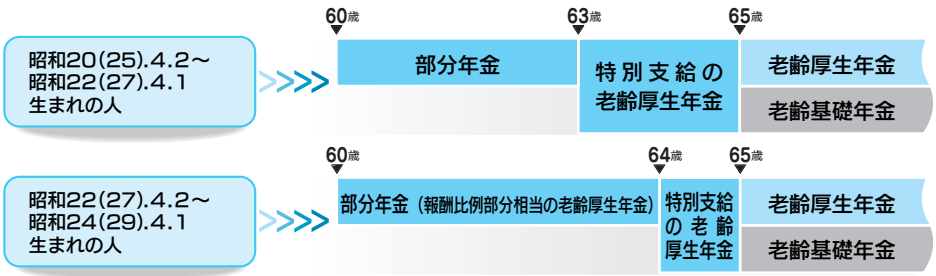 60歳 63歳 65歳
昭和20(25).4.2～
昭和22(27).4.1
生まれの人
部分年金
特別支給の
老齢厚生年金
老齢厚生年金
老齢基礎年金
60歳 64歳 65歳
昭和22(27).4.2～
昭和24(29).4.1
生まれの人
部分年金（報酬比例部分相当の老齢厚生年金）
特別支給
の老齢
厚生年金
老齢厚生年金
老齢基礎年金